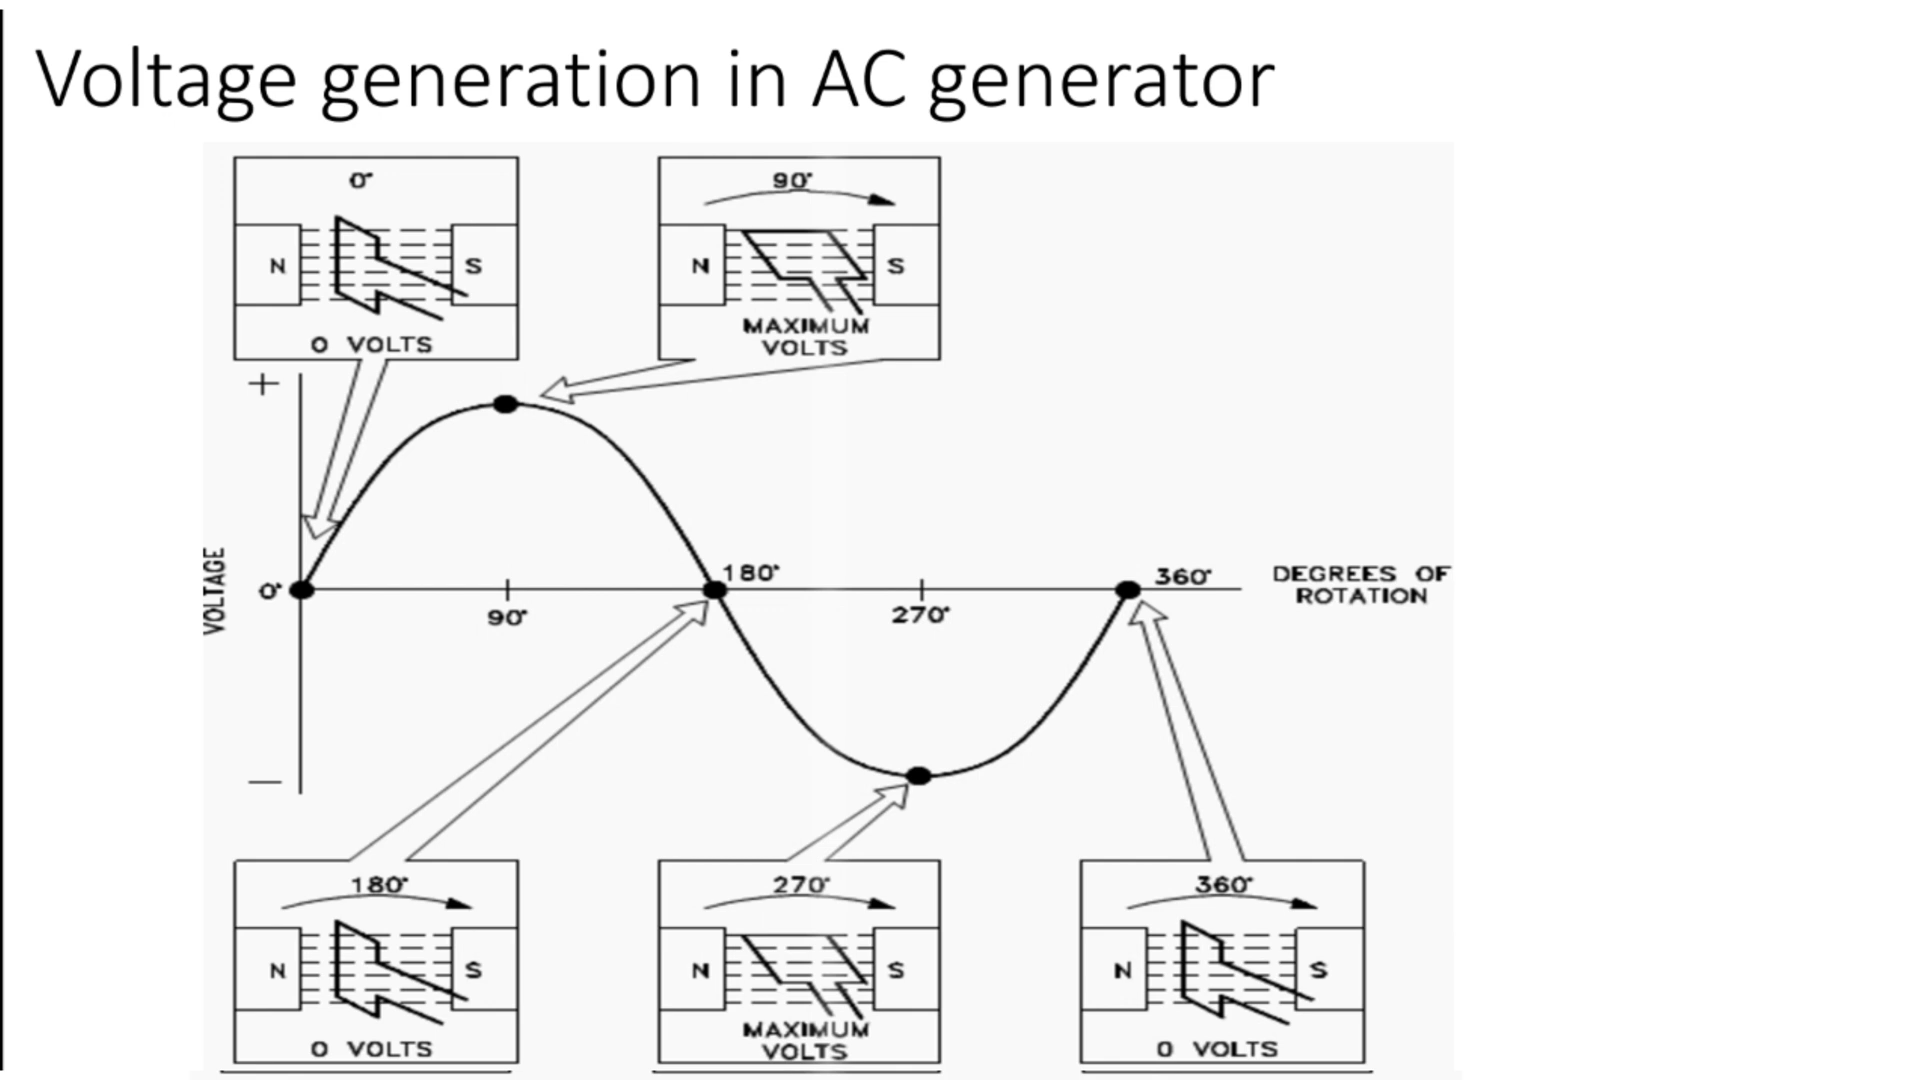 Voltage generation in AC generator
0°
N
S
0 VOLTS
90°
N
S
MAXIMUM
VOLTS
+
VOLTAGE
0°
90°
180°
270°
360°
DEGREES OF
ROTATION
—
180°
N
S
0 VOLTS
270°
N
S
MAXIMUM
VOLTS
360°
N
S
0 VOLTS